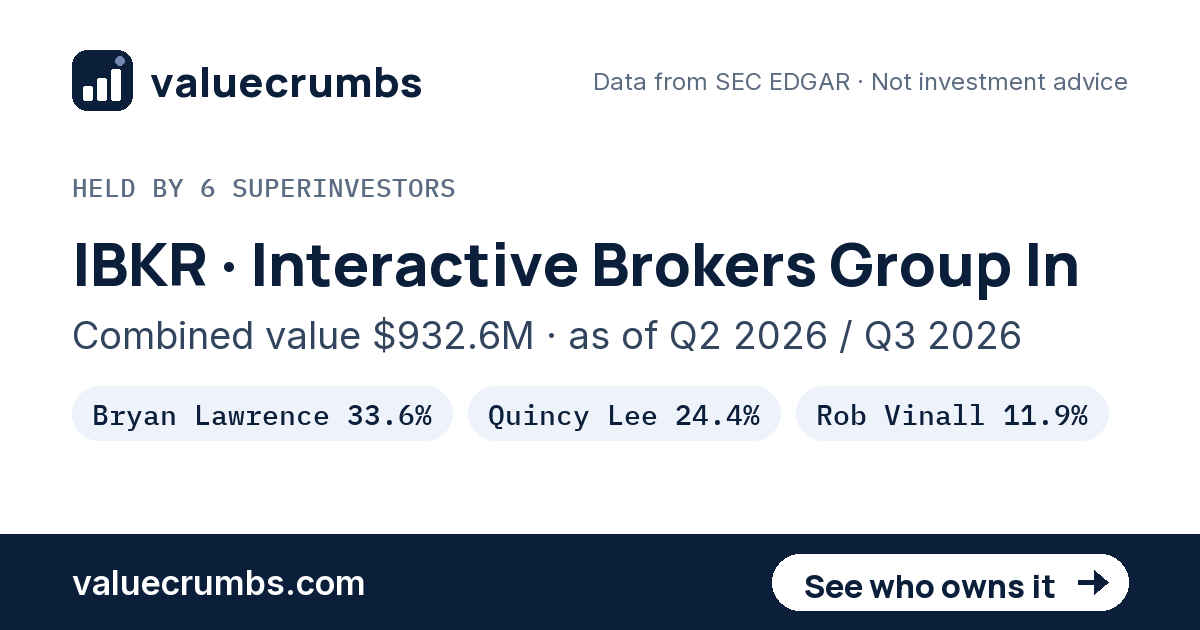 valuecrumbs
Data from SEC EDGAR · Not investment advice
HELD BY 6 SUPERINVESTORS
IBKR · Interactive Brokers Group In
Combined value $932.6M · as of Q2 2026 / Q3 2026
Bryan Lawrence 33.6% Quincy Lee 24.4% Rob Vinall 11.9%
valuecrumbs.com
See who owns it →